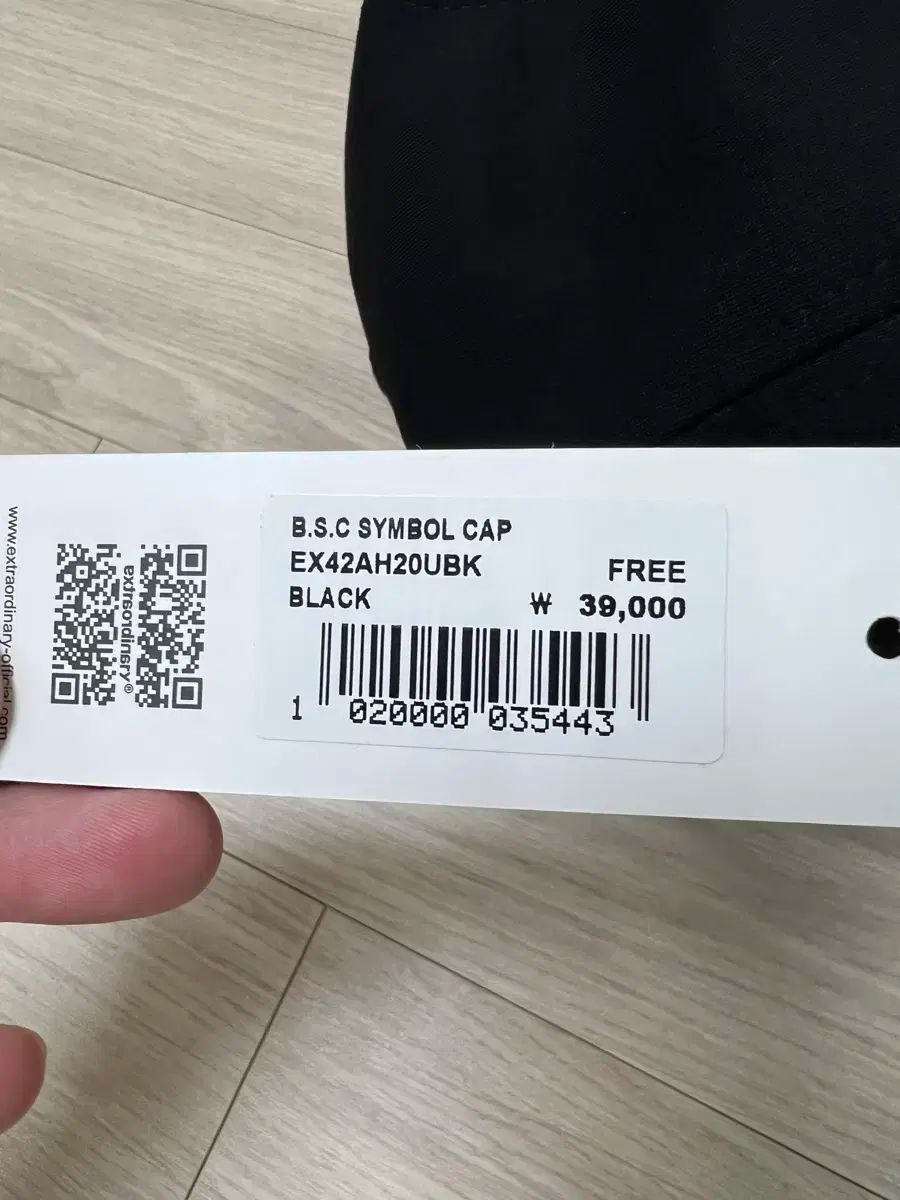 B.S.C SYMBOL CAP
EX42AH20UBK FREE
BLACK ₩ 39,000
1 020000 035443
extraordinary®
www.extraordinary-official.com